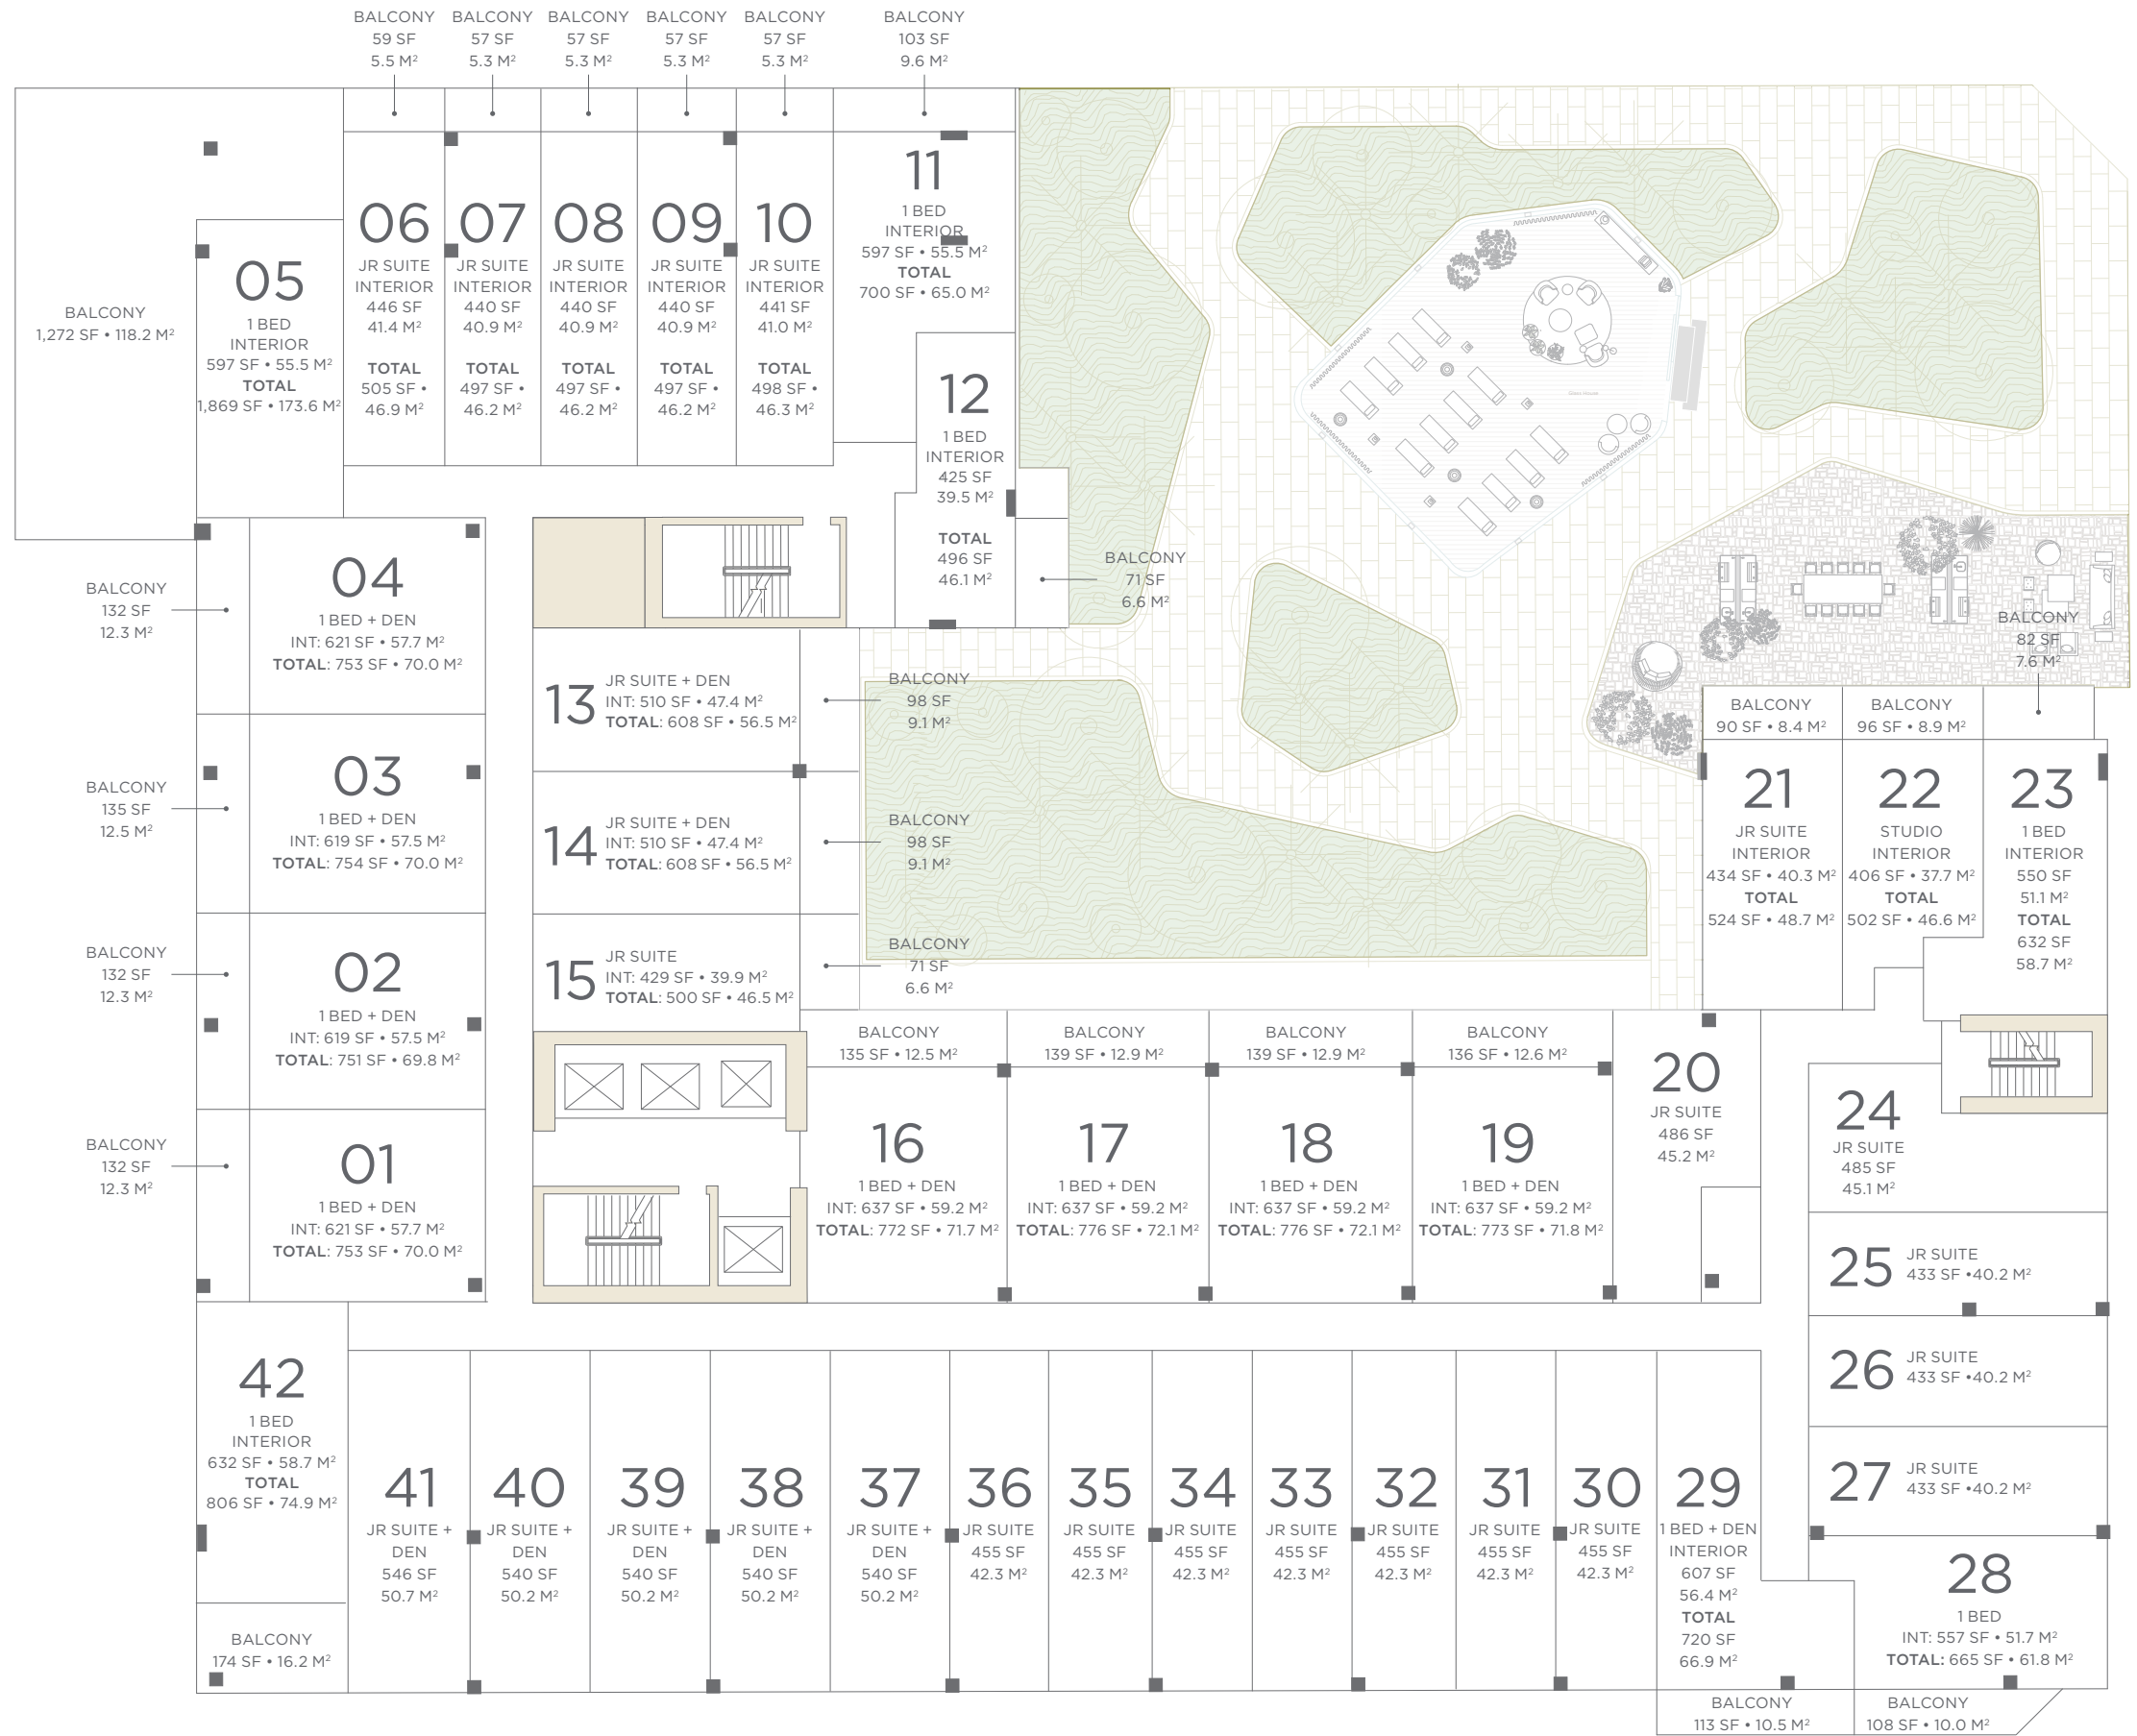 BALCONY
59 SF
5.5 M²
BALCONY
57 SF
5.3 M²
BALCONY
57 SF
5.3 M²
BALCONY
57 SF
5.3 M²
BALCONY
57 SF
5.3 M²
BALCONY
103 SF
9.6 M²
BALCONY
1,272 SF • 118.2 M²
05
1 BED
INTERIOR
597 SF • 55.5 M²
TOTAL
1,869 SF • 173.6 M²
06
JR SUITE
INTERIOR
446 SF
41.4 M²
TOTAL
505 SF •
46.9 M²
07
JR SUITE
INTERIOR
440 SF
40.9 M²
TOTAL
497 SF •
46.2 M²
08
JR SUITE
INTERIOR
440 SF
40.9 M²
TOTAL
497 SF •
46.2 M²
09
JR SUITE
INTERIOR
440 SF
40.9 M²
TOTAL
497 SF •
46.2 M²
10
JR SUITE
INTERIOR
441 SF
41.0 M²
TOTAL
498 SF •
46.3 M²
11
1 BED
INTERIOR
597 SF • 55.5 M²
TOTAL
700 SF • 65.0 M²
12
1 BED
INTERIOR
425 SF
39.5 M²
TOTAL
496 SF
46.1 M²
BALCONY
71 SF
6.6 M²
Glass House
BALCONY
132 SF
12.3 M²
04
1 BED + DEN
INT: 621 SF • 57.7 M²
TOTAL: 753 SF • 70.0 M²
BALCONY
135 SF
12.5 M²
03
1 BED + DEN
INT: 619 SF • 57.5 M²
TOTAL: 754 SF • 70.0 M²
BALCONY
132 SF
12.3 M²
02
1 BED + DEN
INT: 619 SF • 57.5 M²
TOTAL: 751 SF • 69.8 M²
BALCONY
132 SF
12.3 M²
01
1 BED + DEN
INT: 621 SF • 57.7 M²
TOTAL: 753 SF • 70.0 M²
13
JR SUITE + DEN
INT: 510 SF • 47.4 M²
TOTAL: 608 SF • 56.5 M²
BALCONY
98 SF
9.1 M²
14
JR SUITE + DEN
INT: 510 SF • 47.4 M²
TOTAL: 608 SF • 56.5 M²
BALCONY
98 SF
9.1 M²
15
JR SUITE
INT: 429 SF • 39.9 M²
TOTAL: 500 SF • 46.5 M²
BALCONY
71 SF
6.6 M²
BALCONY
82 SF
7.6 M²
BALCONY
90 SF • 8.4 M²
BALCONY
96 SF • 8.9 M²
21
JR SUITE
INTERIOR
434 SF • 40.3 M²
TOTAL
524 SF • 48.7 M²
22
STUDIO
INTERIOR
406 SF • 37.7 M²
TOTAL
502 SF • 46.6 M²
23
1 BED
INTERIOR
550 SF
51.1 M²
TOTAL
632 SF
58.7 M²
BALCONY
135 SF • 12.5 M²
BALCONY
139 SF • 12.9 M²
BALCONY
139 SF • 12.9 M²
BALCONY
136 SF • 12.6 M²
16
1 BED + DEN
INT: 637 SF • 59.2 M²
TOTAL: 772 SF • 71.7 M²
17
1 BED + DEN
INT: 637 SF • 59.2 M²
TOTAL: 776 SF • 72.1 M²
18
1 BED + DEN
INT: 637 SF • 59.2 M²
TOTAL: 776 SF • 72.1 M²
19
1 BED + DEN
INT: 637 SF • 59.2 M²
TOTAL: 773 SF • 71.8 M²
20
JR SUITE
486 SF
45.2 M²
24
JR SUITE
485 SF
45.1 M²
25
JR SUITE
433 SF •40.2 M²
26
JR SUITE
433 SF •40.2 M²
27
JR SUITE
433 SF •40.2 M²
28
1 BED
INT: 557 SF • 51.7 M²
TOTAL: 665 SF • 61.8 M²
42
1 BED
INTERIOR
632 SF • 58.7 M²
TOTAL
806 SF • 74.9 M²
BALCONY
174 SF • 16.2 M²
41
JR SUITE +
DEN
546 SF
50.7 M²
40
JR SUITE +
DEN
540 SF
50.2 M²
39
JR SUITE +
DEN
540 SF
50.2 M²
38
JR SUITE +
DEN
540 SF
50.2 M²
37
JR SUITE +
DEN
540 SF
50.2 M²
36
JR SUITE
455 SF
42.3 M²
35
JR SUITE
455 SF
42.3 M²
34
JR SUITE
455 SF
42.3 M²
33
JR SUITE
455 SF
42.3 M²
32
JR SUITE
455 SF
42.3 M²
31
JR SUITE
455 SF
42.3 M²
30
JR SUITE
455 SF
42.3 M²
29
1 BED + DEN
INTERIOR
607 SF
56.4 M²
TOTAL
720 SF
66.9 M²
BALCONY
113 SF • 10.5 M²
BALCONY
108 SF • 10.0 M²